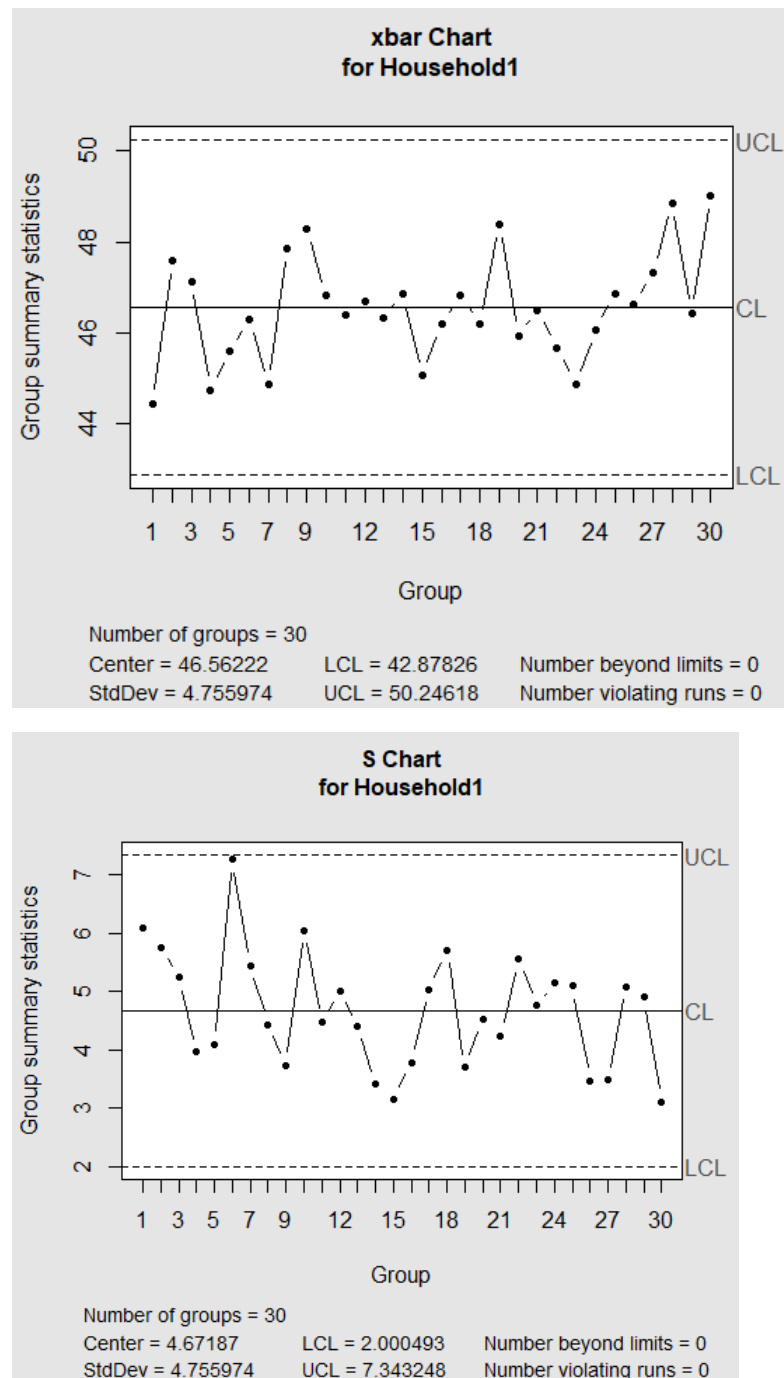 xbar Chart
for Household1
Group summary statistics
50
48
46
44
UCL
CL
LCL
1 3 5 7 9 12 15 18 21 24 27 30
Group
Number of groups = 30
Center = 46.56222 LCL = 42.87826 Number beyond limits = 0
StdDev = 4.755974 UCL = 50.24618 Number violating runs = 0
S Chart
for Household1
Group summary statistics
7
6
5
4
3
2
UCL
CL
LCL
1 3 5 7 9 12 15 18 21 24 27 30
Group
Number of groups = 30
Center = 4.67187 LCL = 2.000493 Number beyond limits = 0
StdDev = 4.755974 UCL = 7.343248 Number violating runs = 0